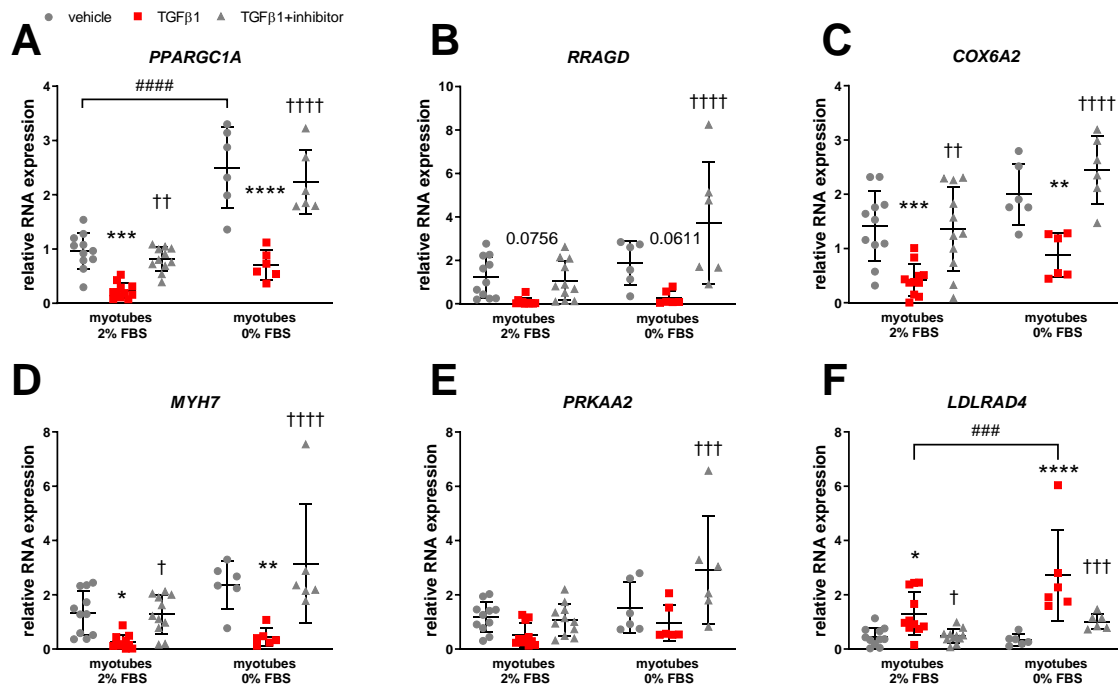 vehicle TGFβ1 TGFβ1+inhibitor
A
PPARGC1A
relative RNA expression
4
3
2
1
0
####
***
††
****
††††
myotubes
2% FBS
myotubes
0% FBS
B
RRAGD
relative RNA expression
10
8
6
4
2
0
0.0756
0.0611
††††
myotubes
2% FBS
myotubes
0% FBS
C
COX6A2
relative RNA expression
4
3
2
1
0
***
††
**
††††
myotubes
2% FBS
myotubes
0% FBS
D
MYH7
relative RNA expression
8
6
4
2
0
*
†
**
††††
myotubes
2% FBS
myotubes
0% FBS
E
PRKAA2
relative RNA expression
8
6
4
2
0
†††
myotubes
2% FBS
myotubes
0% FBS
F
LDLRAD4
relative RNA expression
8
6
4
2
0
###
*
†
****
†††
myotubes
2% FBS
myotubes
0% FBS